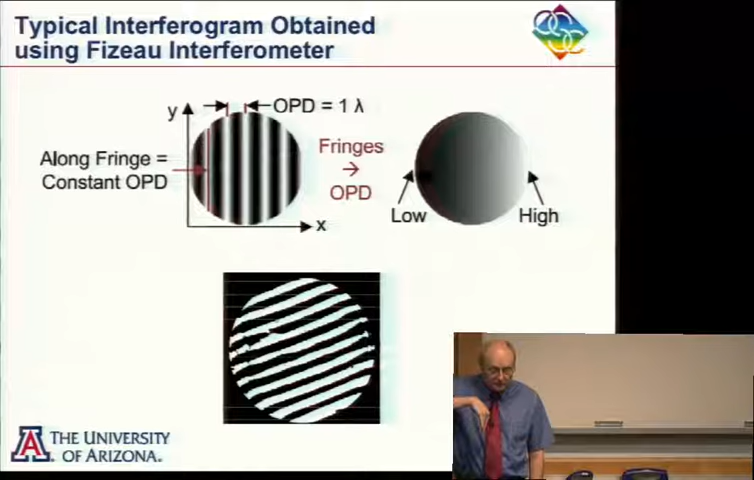 Typical Interferogram Obtained
using Fizeau Interferometer
y
OPD = 1 λ
Along Fringe =
Constant OPD
Fringes
→
OPD
Low
High
x
A
THE UNIVERSITY
OF ARIZONA.